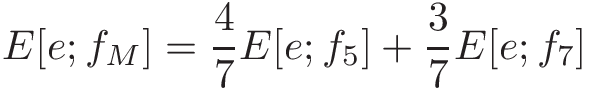 E[e; f_M] = \frac{4}{7} E[e; f_5] + \frac{3}{7} E[e; f_7]